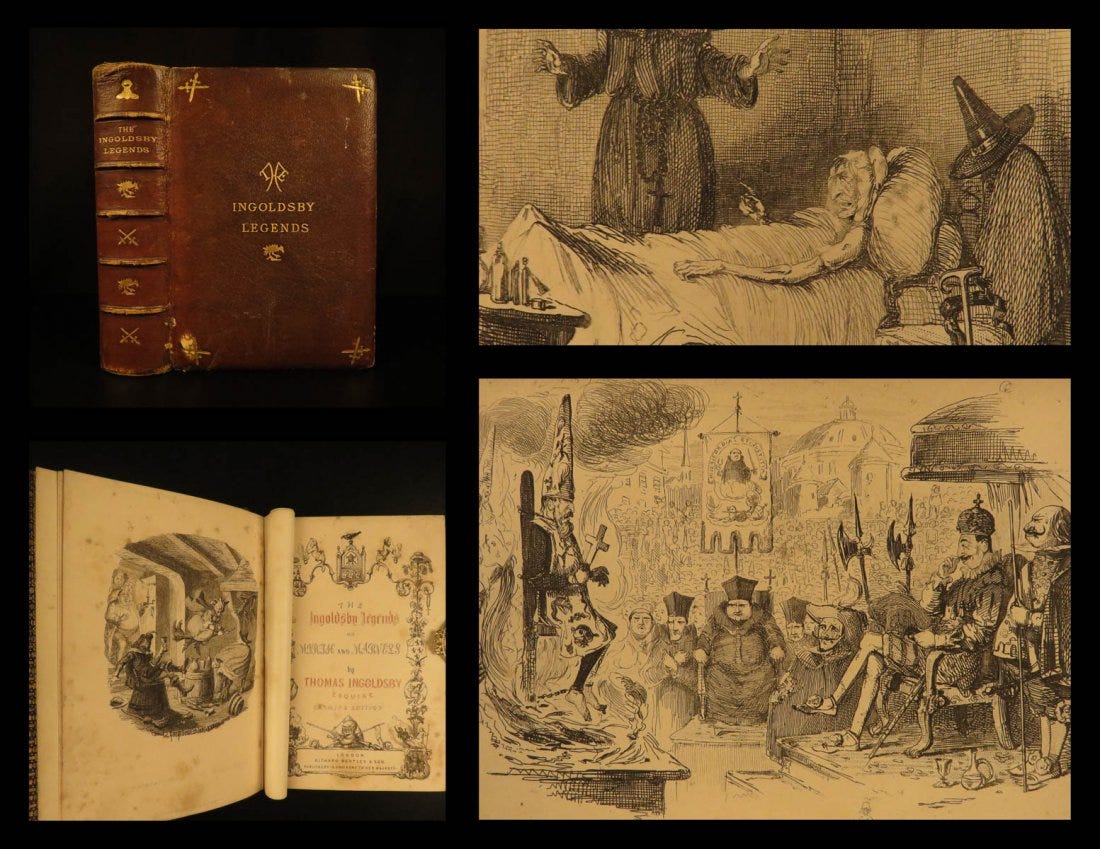 THE
INGOLDSBY
LEGENDS
INGOLDSBY
LEGENDS
THE
Ingoldsby Legends
OR
MIRTH AND MARVELS
by
THOMAS INGOLDSBY
ESQUIRE
EDITION
LONDON
RICHARD BENTLEY & SON